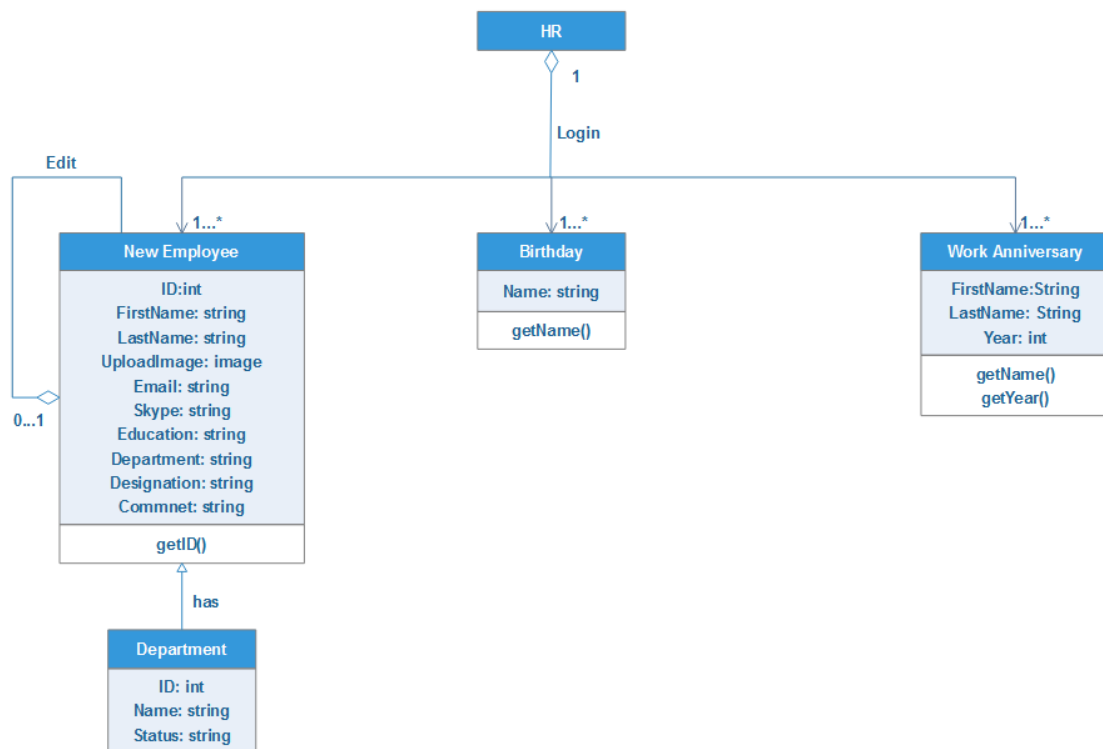 HR
1
Login
Edit
1...*
1...*
1...*
New Employee
ID:int
FirstName: string
LastName: string
UploadImage: image
Email: string
Skype: string
Education: string
Department: string
Designation: string
Commnet: string
getID()
0...1
Birthday
Name: string
getName()
Work Anniversary
FirstName:String
LastName: String
Year: int
getName()
getYear()
has
Department
ID: int
Name: string
Status: string